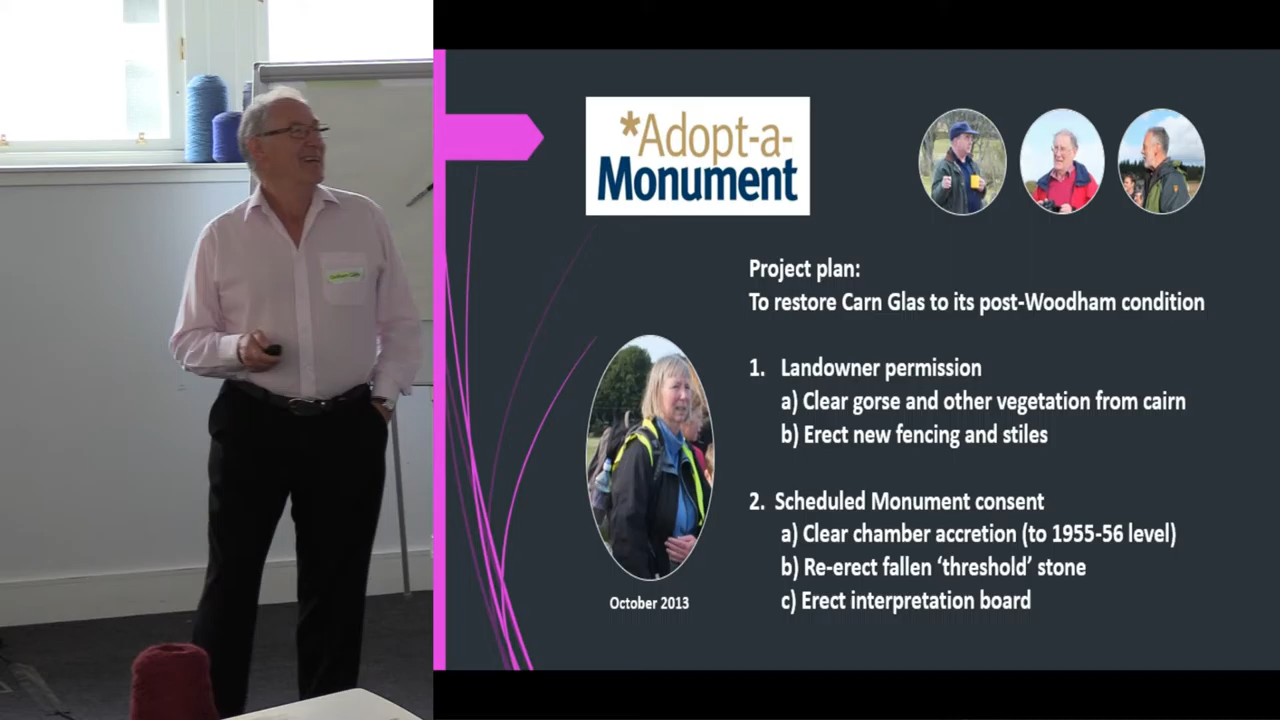 *Adopt-a-
Monument
Project plan:
To restore Carn Glas to its post-Woodham condition
1. Landowner permission
a) Clear gorse and other vegetation from cairn
b) Erect new fencing and stiles
2. Scheduled Monument consent
a) Clear chamber accretion (to 1955-56 level)
b) Re-erect fallen ‘threshold’ stone
c) Erect interpretation board
October 2013